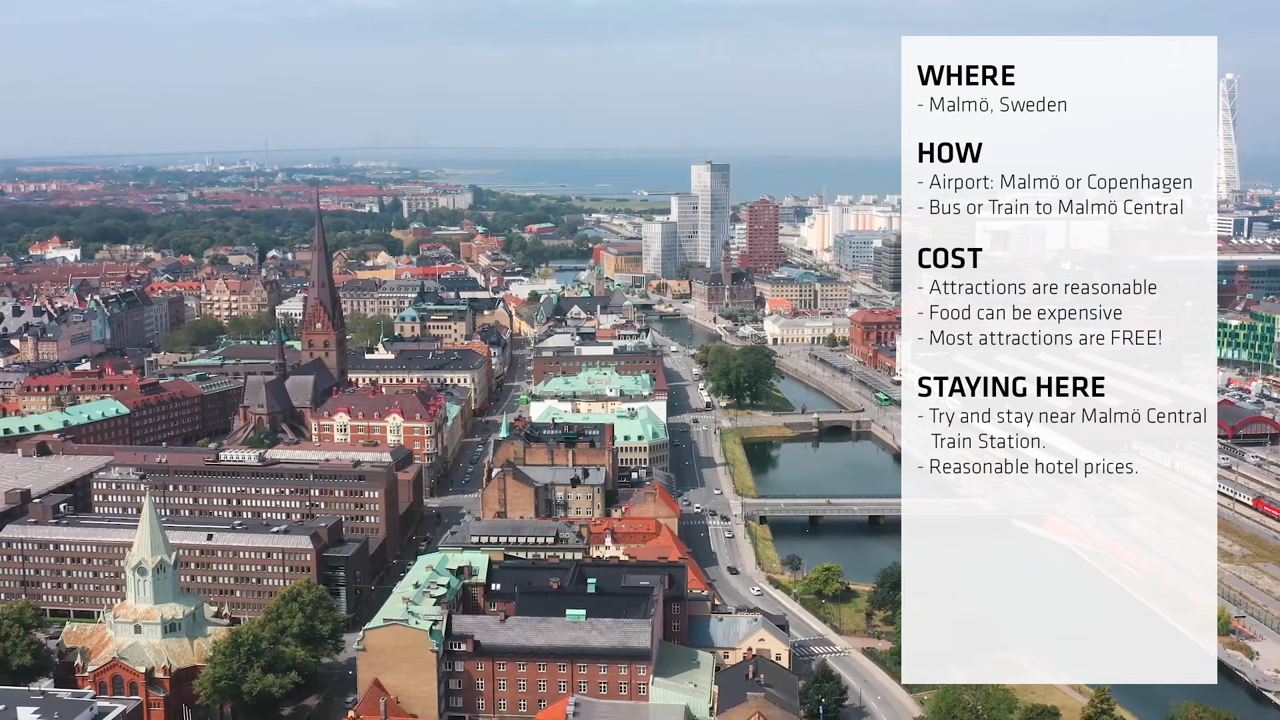 WHERE
- Malmö, Sweden
HOW
- Airport: Malmö or Copenhagen
- Bus or Train to Malmö Central
COST
- Attractions are reasonable
- Food can be expensive
- Most attractions are FREE!
STAYING HERE
- Try and stay near Malmö Central
Train Station.
- Reasonable hotel prices.